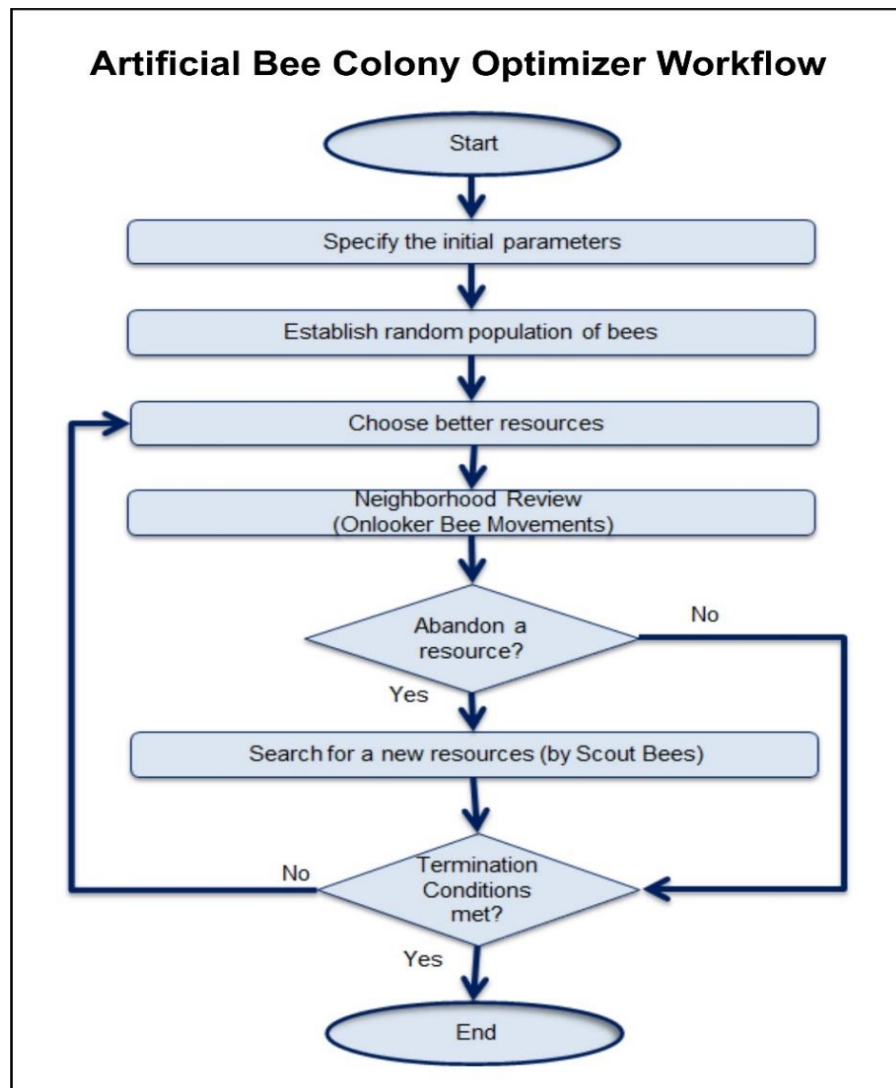 Artificial Bee Colony Optimizer Workflow
Start
Specify the initial parameters
Establish random population of bees
Choose better resources
Neighborhood Review
(Onlooker Bee Movements)
Abandon a
resource?
No
Yes
Search for a new resources (by Scout Bees)
Termination
Conditions
met?
No
Yes
End